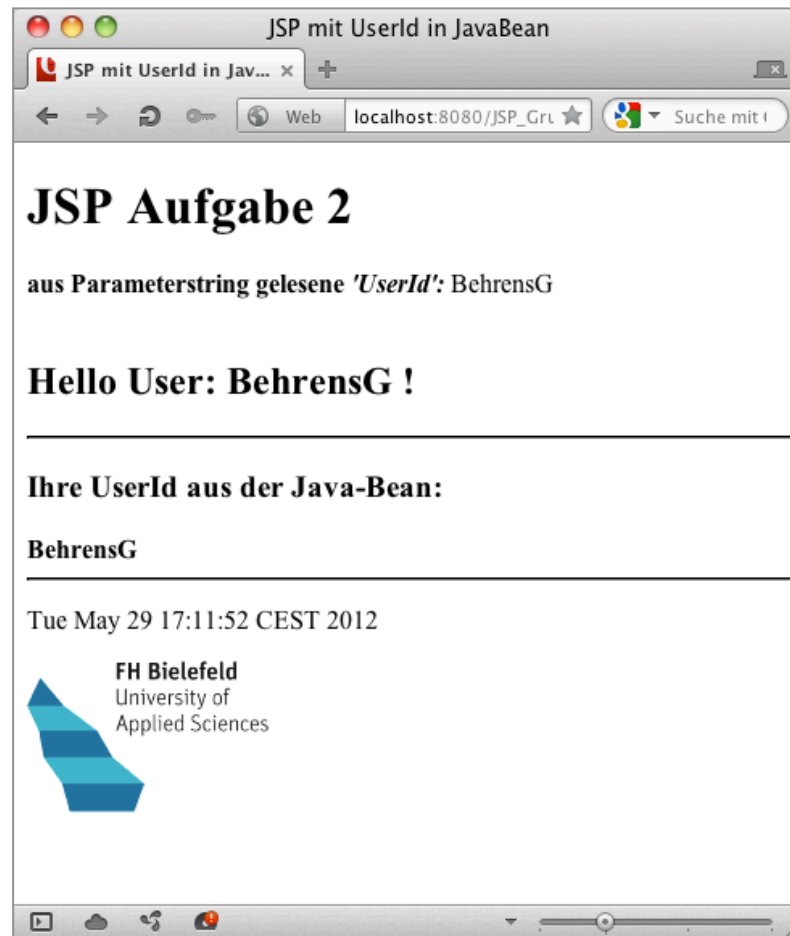 JSP mit UserId in JavaBean
JSP mit UserId in Jav...
Web
localhost:8080/JSP_Gru
Suche mit
JSP Aufgabe 2
aus Parameterstring gelesene 'UserId': BehrensG
Hello User: BehrensG !
Ihre UserId aus der Java-Bean:
BehrensG
Tue May 29 17:11:52 CEST 2012
FH Bielefeld
University of
Applied Sciences